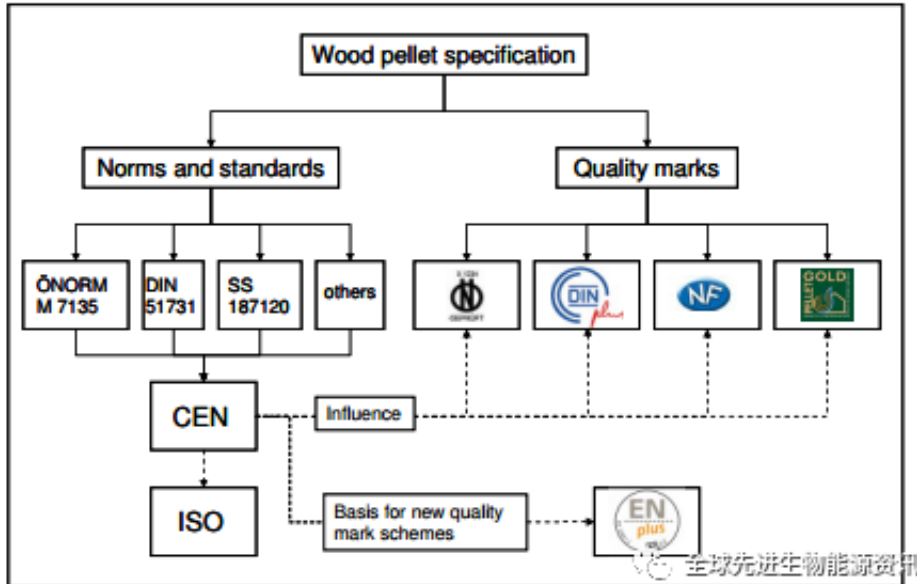 Wood pellet specification
Norms and standards
Quality marks
ÖNORM
M 7135
DIN
51731
SS
187120
others
N
GEPRÜFT
DIN
plus
NF
PELLET
GOLD
CEN
Influence
ISO
Basis for new quality
mark schemes
EN
plus
全球先进生物能源资讯